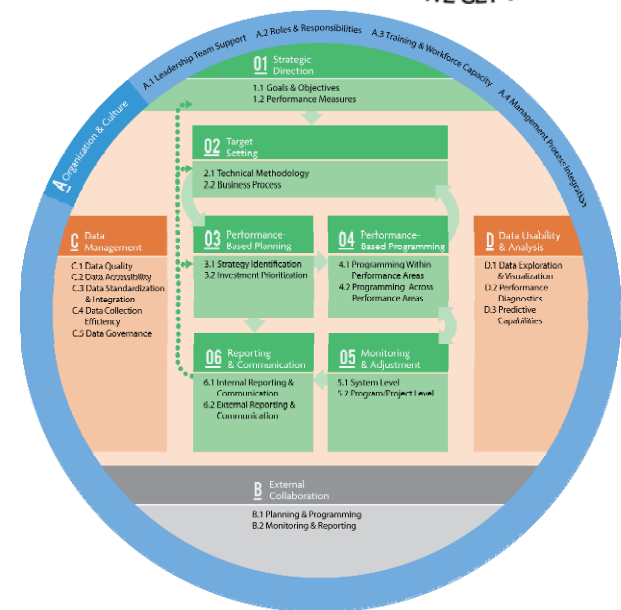 A Organization & Culture
A.1 Leadership Team Support
A.2 Roles & Responsibilities
A.3 Training & Workforce Capacity
A.4 Management Process Integration
01 Strategic
Direction
1.1 Goals & Objectives
1.2 Performance Measures
02 Target
Setting
2.1 Technical Methodology
2.2 Business Process
C Data
Management
C.1 Data Quality
C.2 Data Accessibility
C.3 Data Standardization
& Integration
C.4 Data Collection
Efficiency
C.5 Data Governance
03 Performance-
Based Planning
3.1 Strategy Identification
3.2 Investment Prioritization
04 Performance-
Based Programming
4.1 Programming Within
Performance Areas
4.2 Programming Across
Performance Areas
D Data Usability
& Analysis
D.1 Data Exploration
& Visualization
D.2 Performance
Diagnostics
D.3 Predictive
Capabilities
06 Reporting
& Communication
6.1 Internal Reporting &
Communication
6.2 External Reporting &
Communication
05 Monitoring
& Adjustment
5.1 System Level
5.2 Program/Project Level
B External
Collaboration
B.1 Planning & Programming
B.2 Monitoring & Reporting